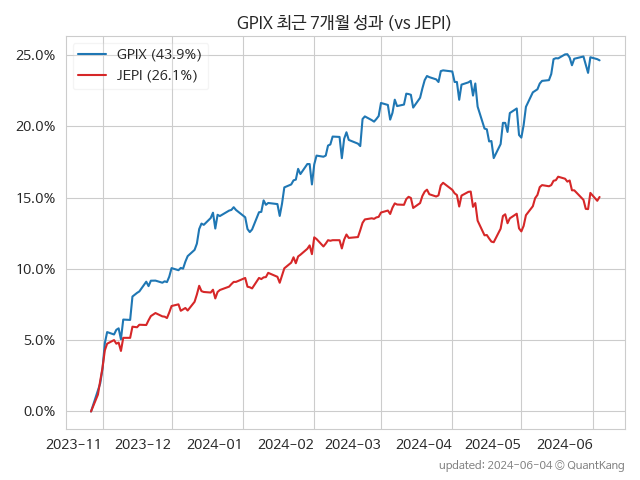 GPIX 최근 7개월 성과 (vs JEPI)
GPIX (43.9%)
JEPI (26.1%)
25.0%
20.0%
15.0%
10.0%
5.0%
0.0%
2023-11 2023-12 2024-01 2024-02 2024-03 2024-04 2024-05 2024-06
updated: 2024-06-04 © QuantKang